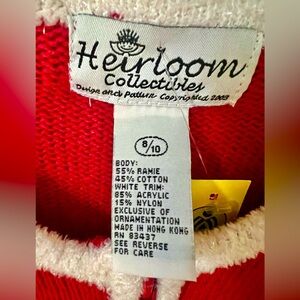 Heirloom
Collectibles
Design and Pattern Copyrighted 2003
8/10
BODY:
55% RAMIE
45% COTTON
WHITE TRIM:
85% ACRYLIC
15% NYLON
EXCLUSIVE OF
ORNAMENTATION
MADE IN HONG KONG
RN 83437
SEE REVERSE
FOR CARE